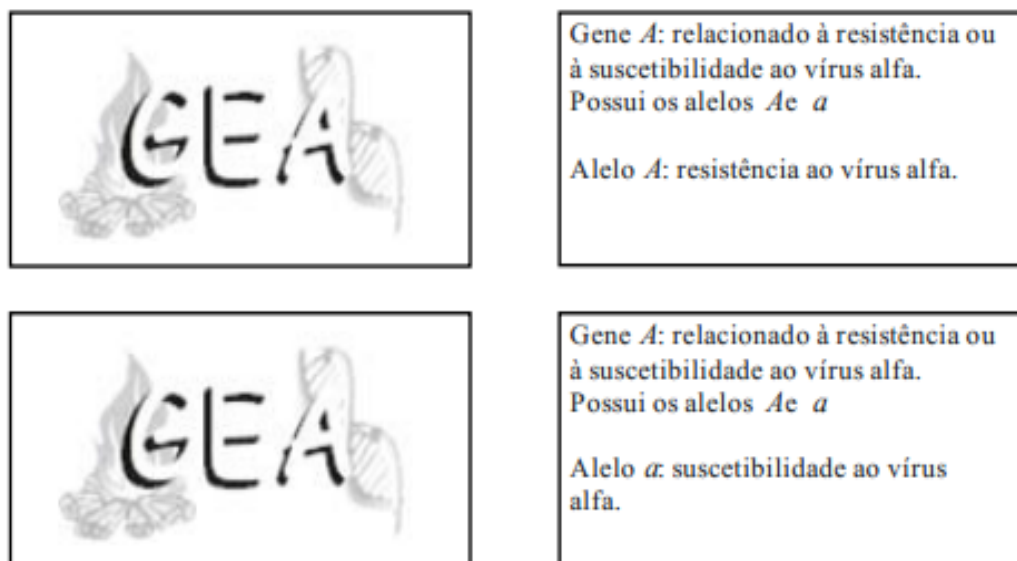 GEA
Gene A: relacionado à resistência ou
à suscetibilidade ao vírus alfa.
Possui os alelos Ae a
Alelo A: resistência ao vírus alfa.
GEA
Gene A: relacionado à resistência ou
à suscetibilidade ao vírus alfa.
Possui os alelos Ae a
Alelo a: suscetibilidade ao vírus
alfa.